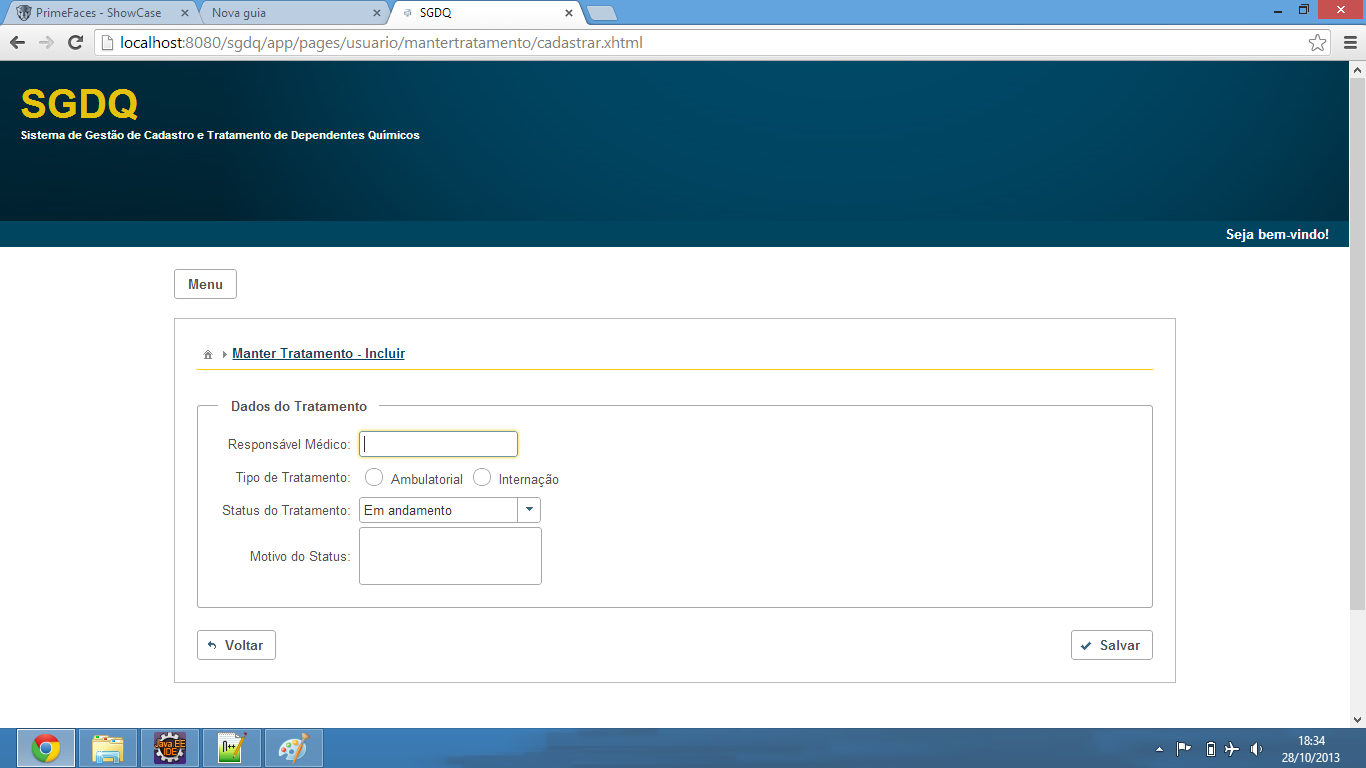 PrimeFaces - ShowCase
Nova guia
SGDQ
localhost:8080/sgdq/app/pages/usuario/mantertratamento/cadastrar.xhtml
SGDQ
Sistema de Gestão de Cadastro e Tratamento de Dependentes Químicos
Seja bem-vindo!
Menu
Manter Tratamento - Incluir
Dados do Tratamento
Responsável Médico:
Tipo de Tratamento: Ambulatorial Internação
Status do Tratamento: Em andamento
Motivo do Status:
Voltar Salvar
Java EE
IDE
N++
18:34
28/10/2013